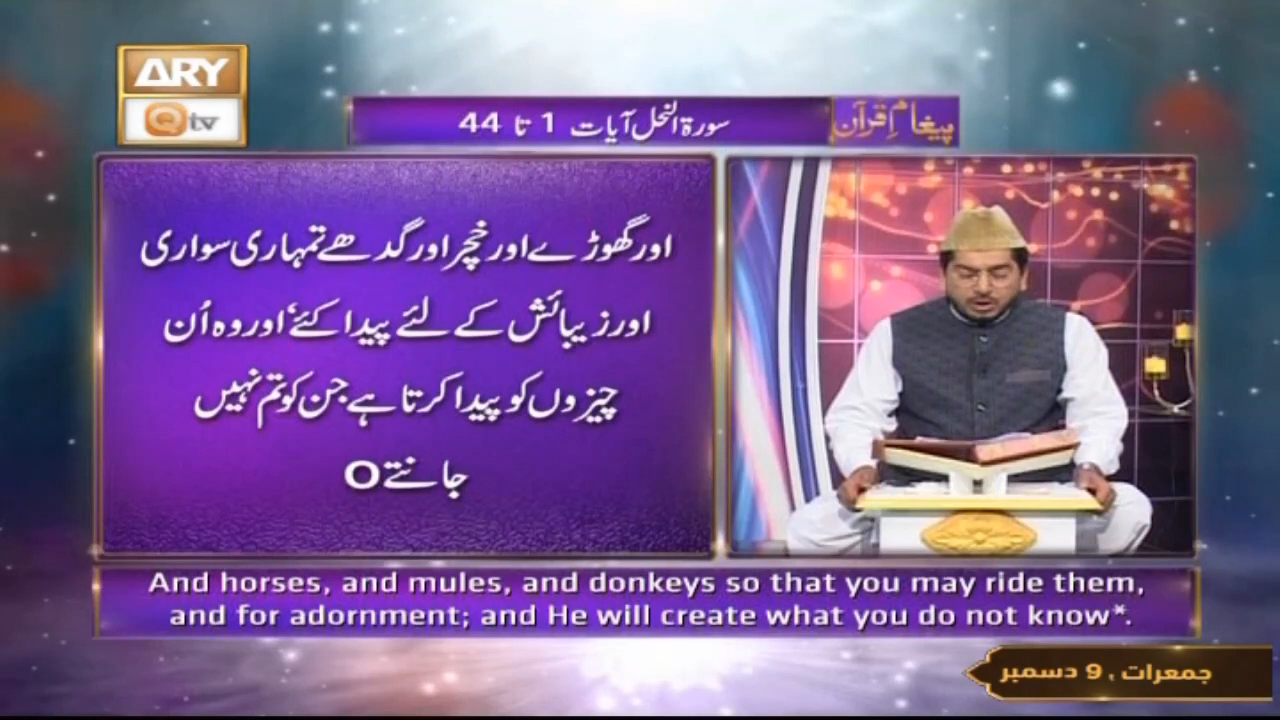 ARY
Qtv
پیغامِ قرآن
سورۃ النحل آیات 1 تا 44
اور گھوڑے اور خچر اور گدھے تمہاری سواری
اور زیبائش کے لئے پیدا کئے، اور وہ اُن
چیزوں کو پیدا کرتا ہے جن کو تم نہیں
جانتے O
And horses, and mules, and donkeys so that you may ride them,
and for adornment; and He will create what you do not know*.
جمعرات , 9 دسمبر